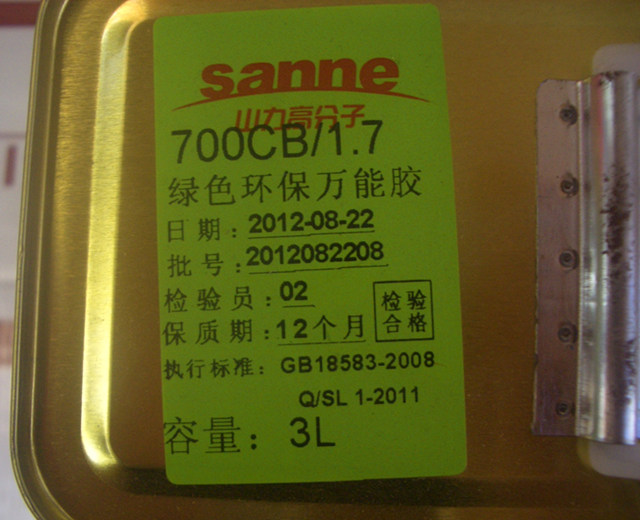 sanne
山力高分子
700CB/1.7
绿色环保万能胶
日期：2012-08-22
批号：2012082208
检验员：02
保质期：12个月
检验
合格
执行标准：GB18583-2008
Q/SL 1-2011
容量：3L